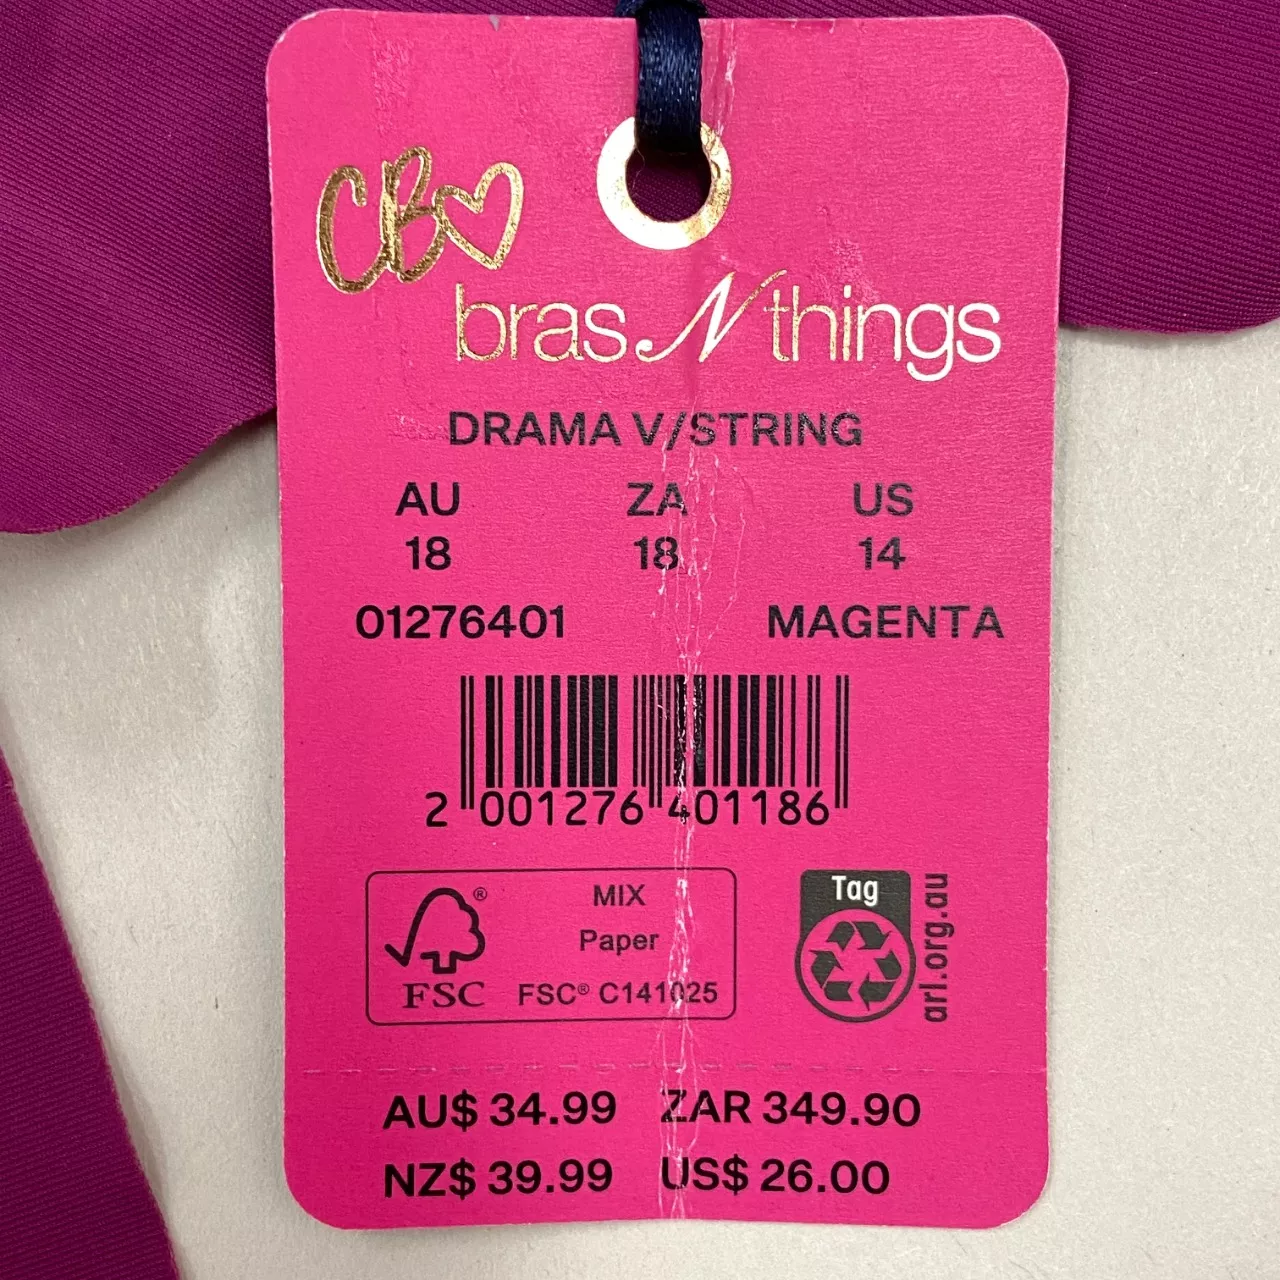 CB
bras N things
DRAMA V/STRING
AU ZA US
18 18 14
01276401 MAGENTA
2 001276 401186
MIX
Paper
FSC® C141025
® FSC
Tag
arl.org.au
AU$ 34.99 ZAR 349.90
NZ$ 39.99 US$ 26.00